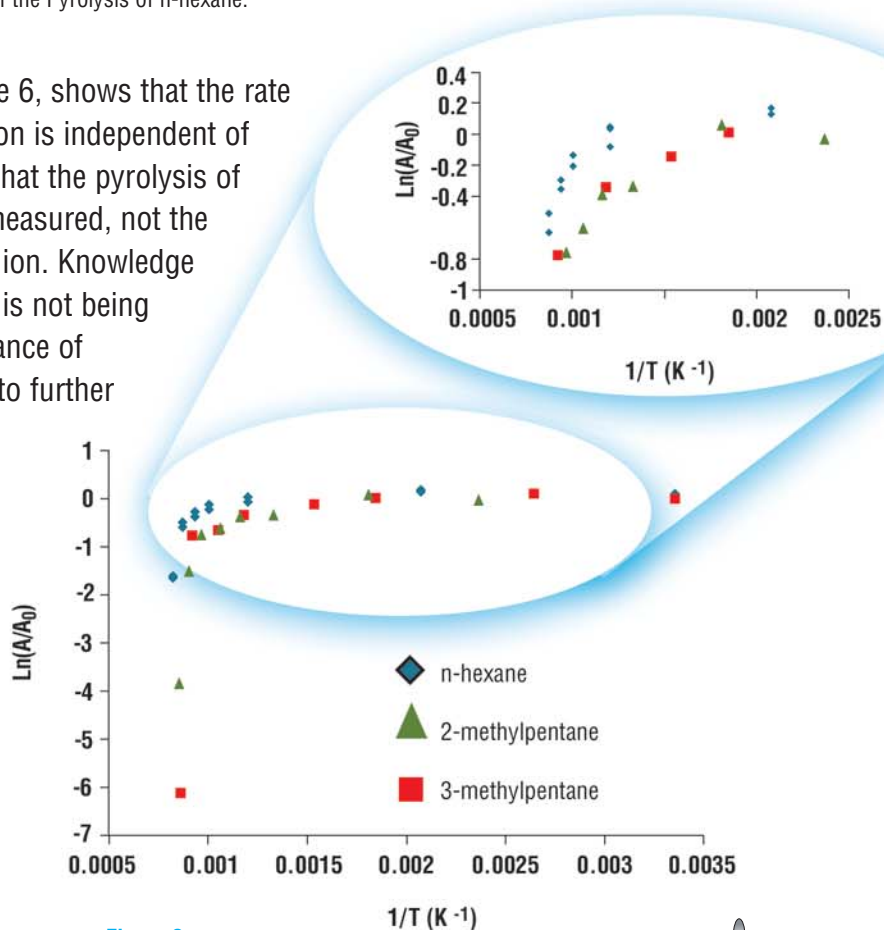 the Pyrolysis of n-hexane.
e 6, shows that the rate
on is independent of
hat the pyrolysis of
neasured, not the
ion. Knowledge
is not being
ance of
to further
0.4
0.2
0
-0.2
-0.4
-0.8
-1
Ln(A/A0)
0.0005 0.001 0.002 0.0025
1/T (K -1)
1
0
-1
-2
-3
-4
-5
-6
-7
Ln(A/A0)
n-hexane
2-methylpentane
3-methylpentane
0.0005 0.001 0.0015 0.002 0.0025 0.003 0.0035
1/T (K -1)